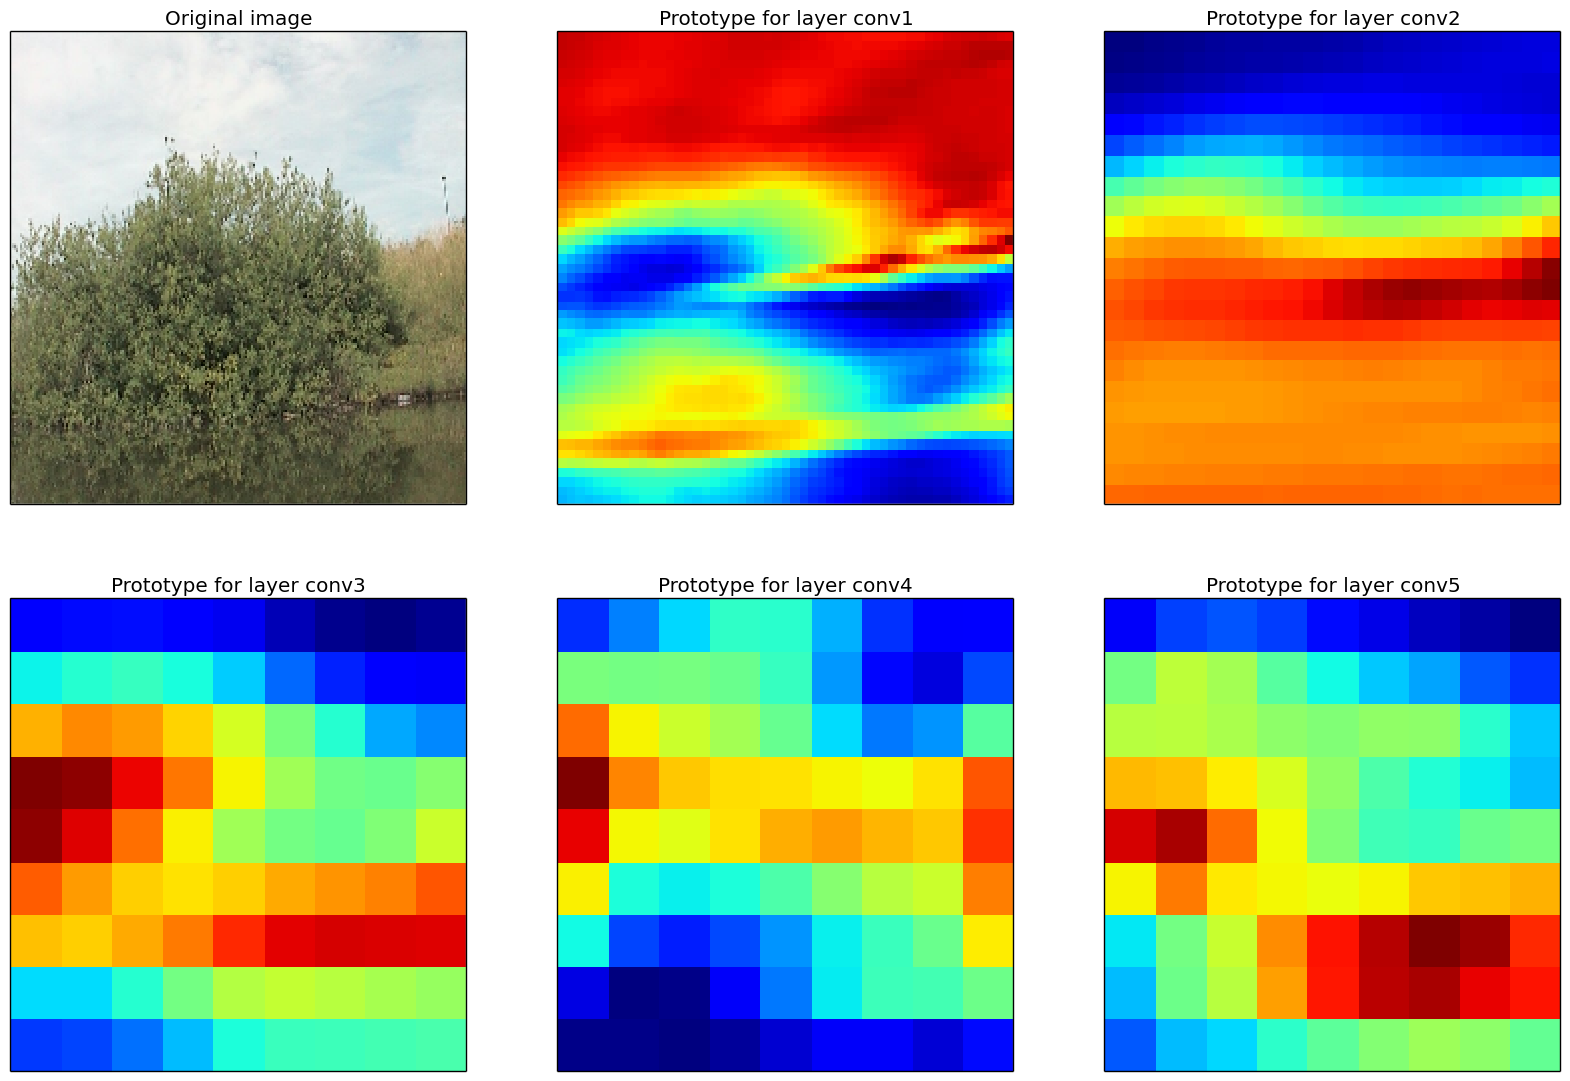 Original image
Prototype for layer conv1
Prototype for layer conv2
Prototype for layer conv3
Prototype for layer conv4
Prototype for layer conv5